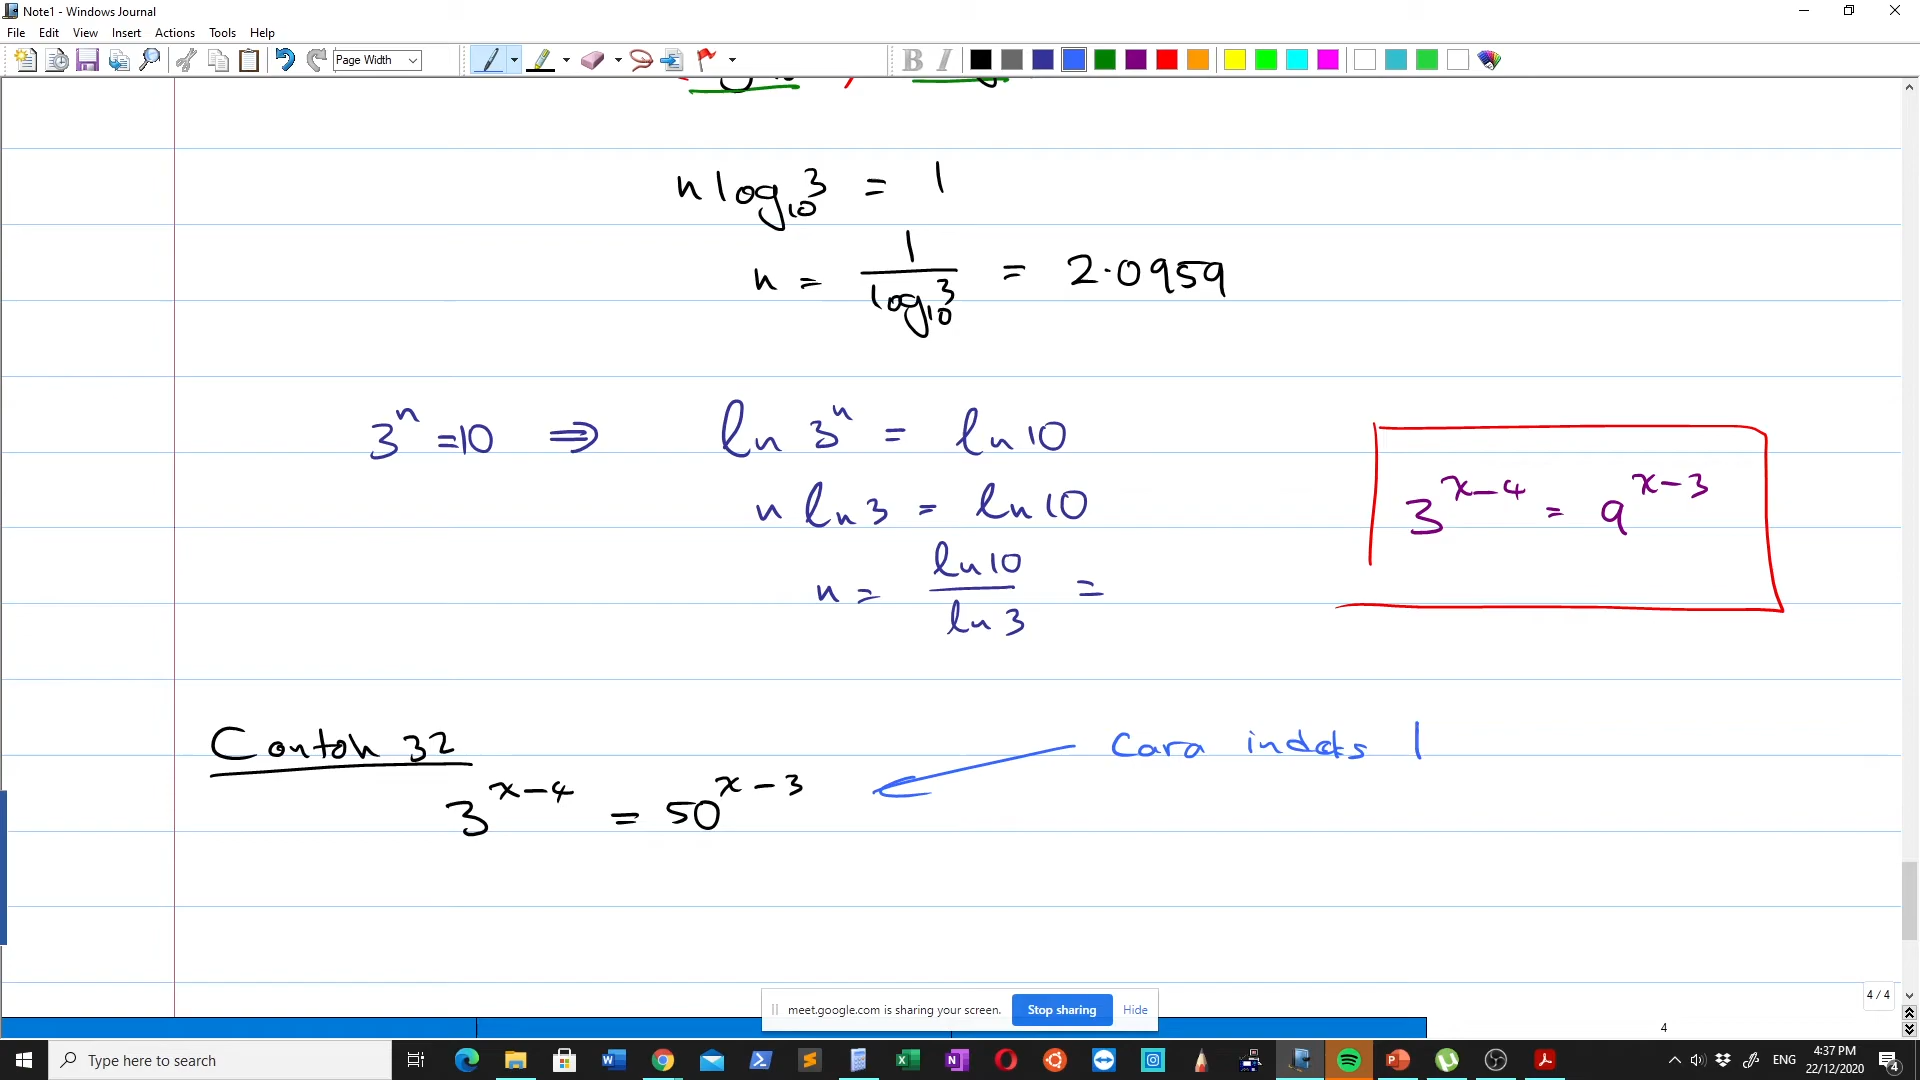 Note1 - Windows Journal
File Edit View Insert Actions Tools Help
Page Width
B I
n log₁₀3 = 1
n = 1/log₁₀3 = 2.0959
3ⁿ = 10 ⇒ ln 3ⁿ = ln 10
n ln 3 = ln 10
n = ln 10/ln 3 =
3^(x-4) = 9^(x-3)
Contoh 32
Cara indeks 1
3^(x-4) = 50^(x-3)
4 / 4
meet.google.com is sharing your screen. Stop sharing Hide
4
Type here to search
ENG
4:37 PM
22/12/2020
4